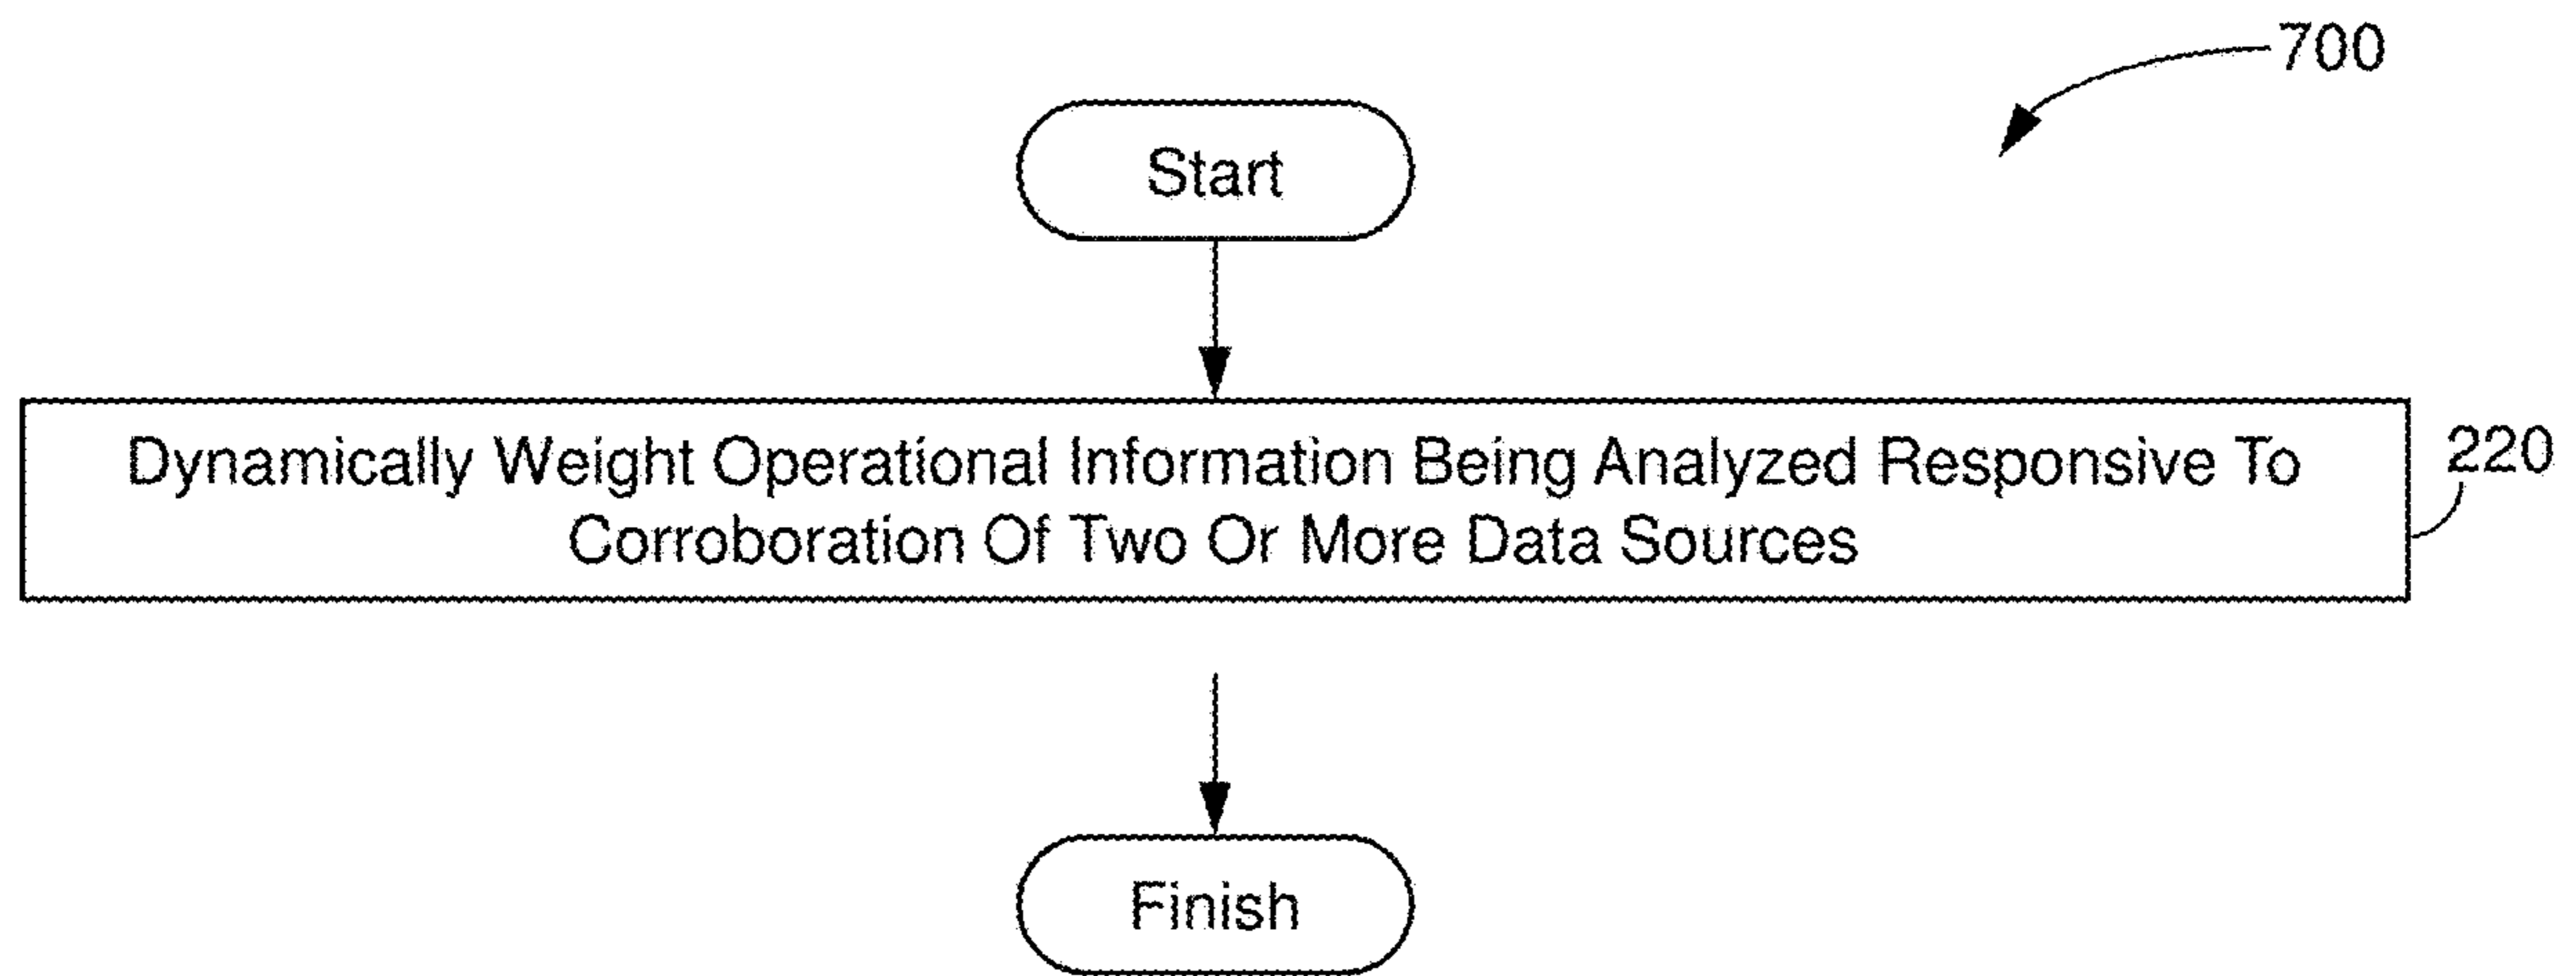 700
Start
Dynamically Weight Operational Information Being Analyzed Responsive To
Corroboration Of Two Or More Data Sources
220
Finish